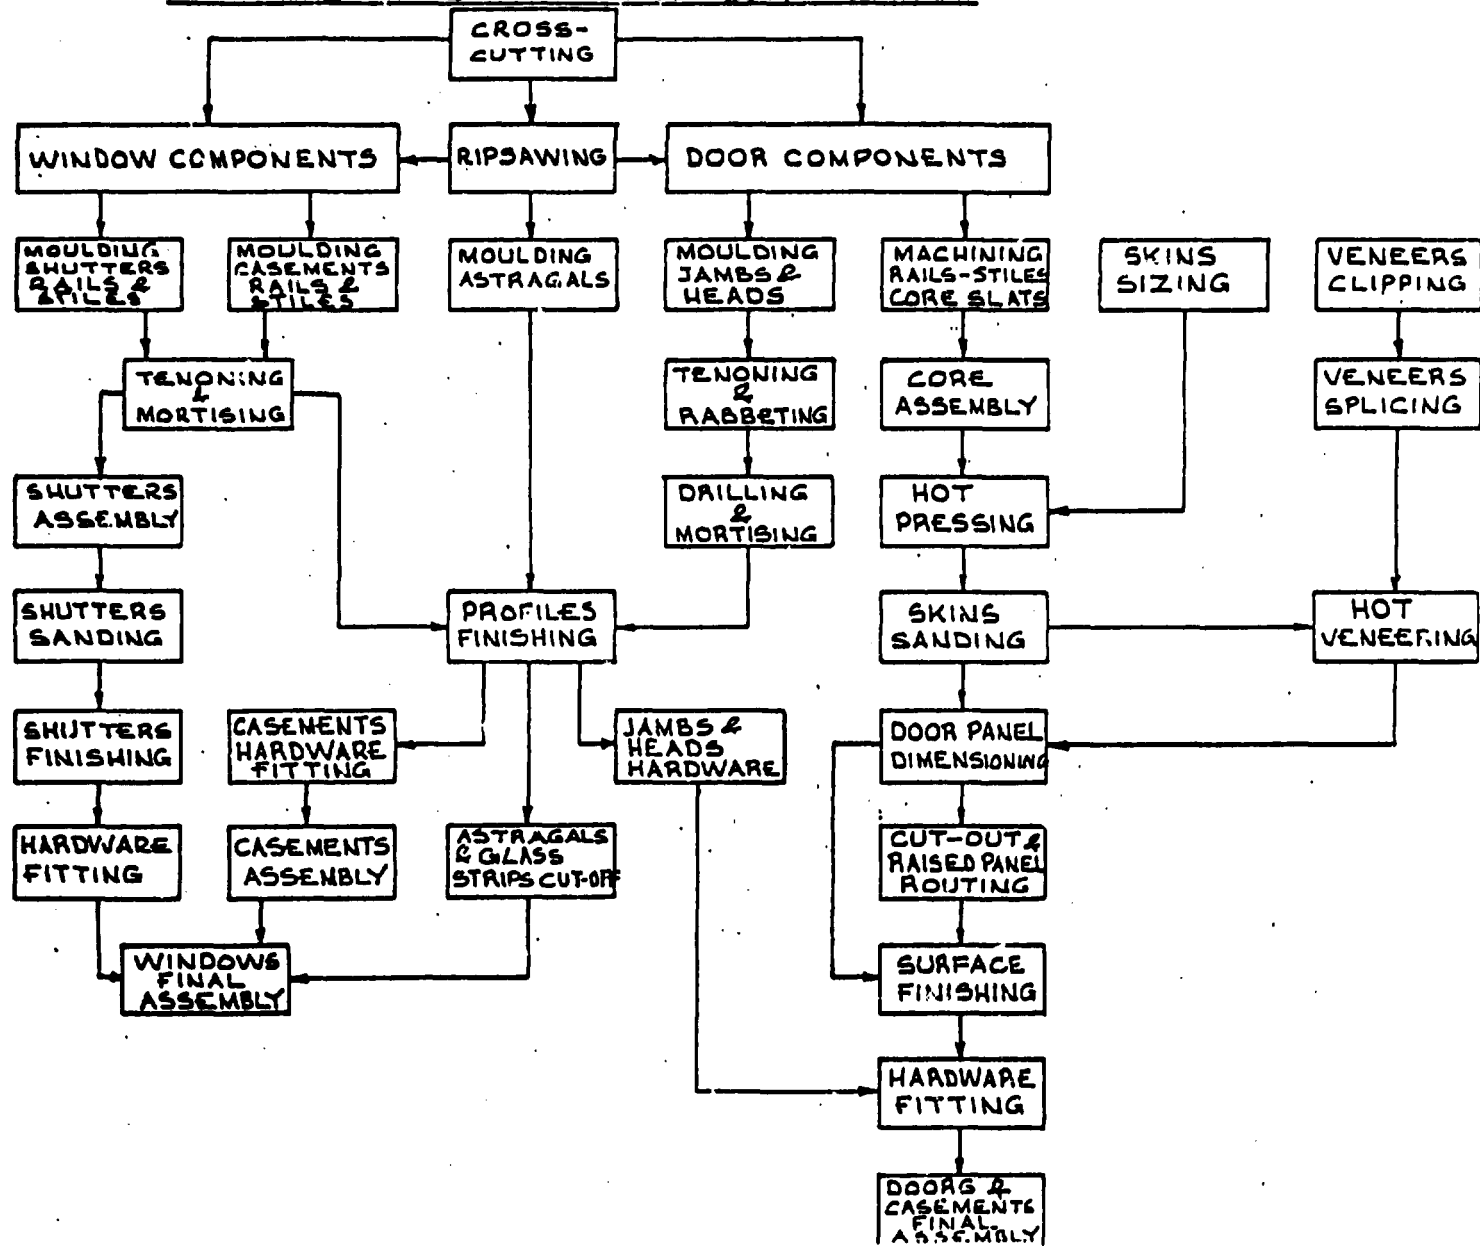 CROSS-
CUTTING
WINDOW COMPONENTS
RIPSAWING
DOOR COMPONENTS
MOULDING
SHUTTERS
RAILS &
STILES
MOULDING
CASEMENTS
RAILS &
STILES
MOULDING
ASTRAGALS
MOULDING
JAMBS &
HEADS
MACHINING
RAILS-STILES
CORE SLATS
SKINS
SIZING
VENEERS
CLIPPING
TENONING
&
MORTISING
TENONING
&
RABBETING
CORE
ASSEMBLY
VENEERS
SPLICING
SHUTTERS
ASSEMBLY
DRILLING
&
MORTISING
HOT
PRESSING
SHUTTERS
SANDING
PROFILES
FINISHING
SKINS
SANDING
HOT
VENEERING
SHUTTERS
FINISHING
CASEMENTS
HARDWARE
FITTING
JAMBS &
HEADS
HARDWARE
DOOR PANEL
DIMENSIONING
HARDWARE
FITTING
CASEMENTS
ASSEMBLY
ASTRAGALS
& GLASS
STRIPS CUT-OFF
CUT-OUT &
RAISED PANEL
ROUTING
WINDOWS
FINAL
ASSEMBLY
SURFACE
FINISHING
HARDWARE
FITTING
DOORG &
CASEMENTS
FINAL
ASSEMBLY